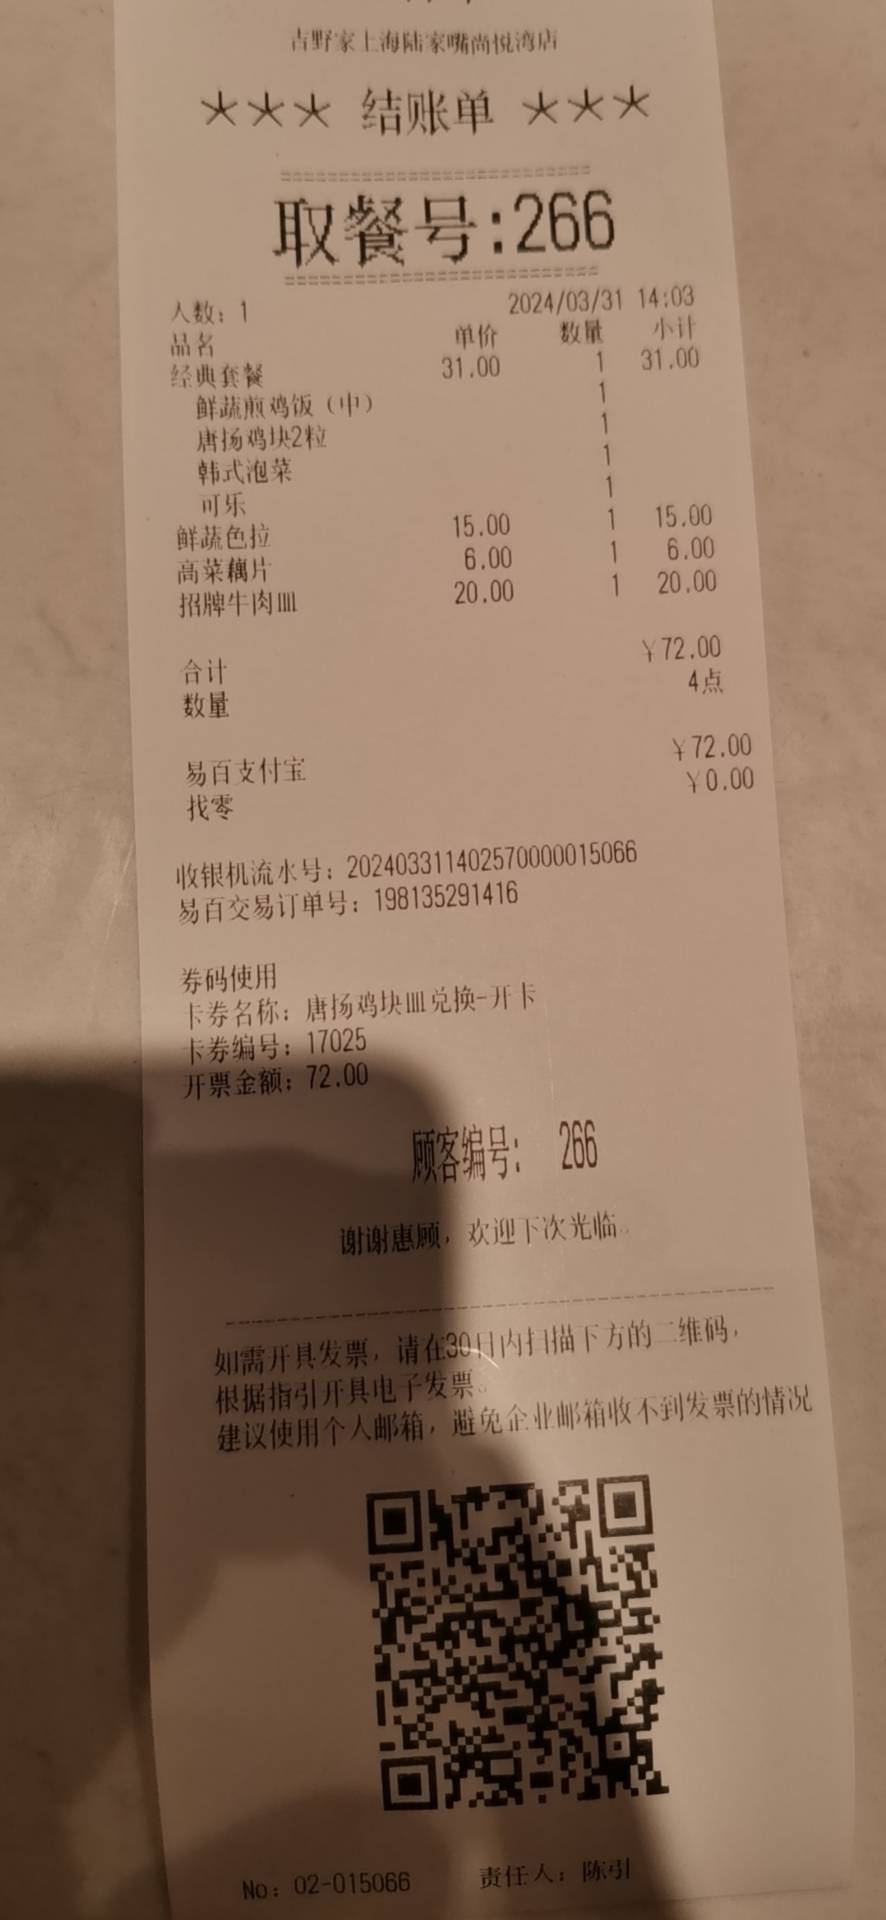 吉野家上海陆家嘴尚悦湾店
*** 结账单 ***
取餐号:266
人数：1 2024/03/31 14:03
品名 单价 数量 小计
经典套餐 31.00 1 31.00
鲜蔬煎鸡饭（中） 1
唐扬鸡块2粒 1
韩式泡菜 1
可乐 1
鲜蔬色拉 15.00 1 15.00
高菜藕片 6.00 1 6.00
招牌牛肉皿 20.00 1 20.00
合计 ¥72.00
数量 4点
易百支付宝 ¥72.00
找零 ¥0.00
收银机流水号：202403311402570000015066
易百交易订单号：198135291416
券码使用
卡券名称：唐扬鸡块皿兑换-开卡
卡券编号：17025
开票金额：72.00
顾客编号： 266
谢谢惠顾，欢迎下次光临。
如需开具发票，请在30日内扫描下方的二维码，
根据指引开具电子发票。
建议使用个人邮箱，避免企业邮箱收不到发票的情况
No：02-015066 责任人：陈引